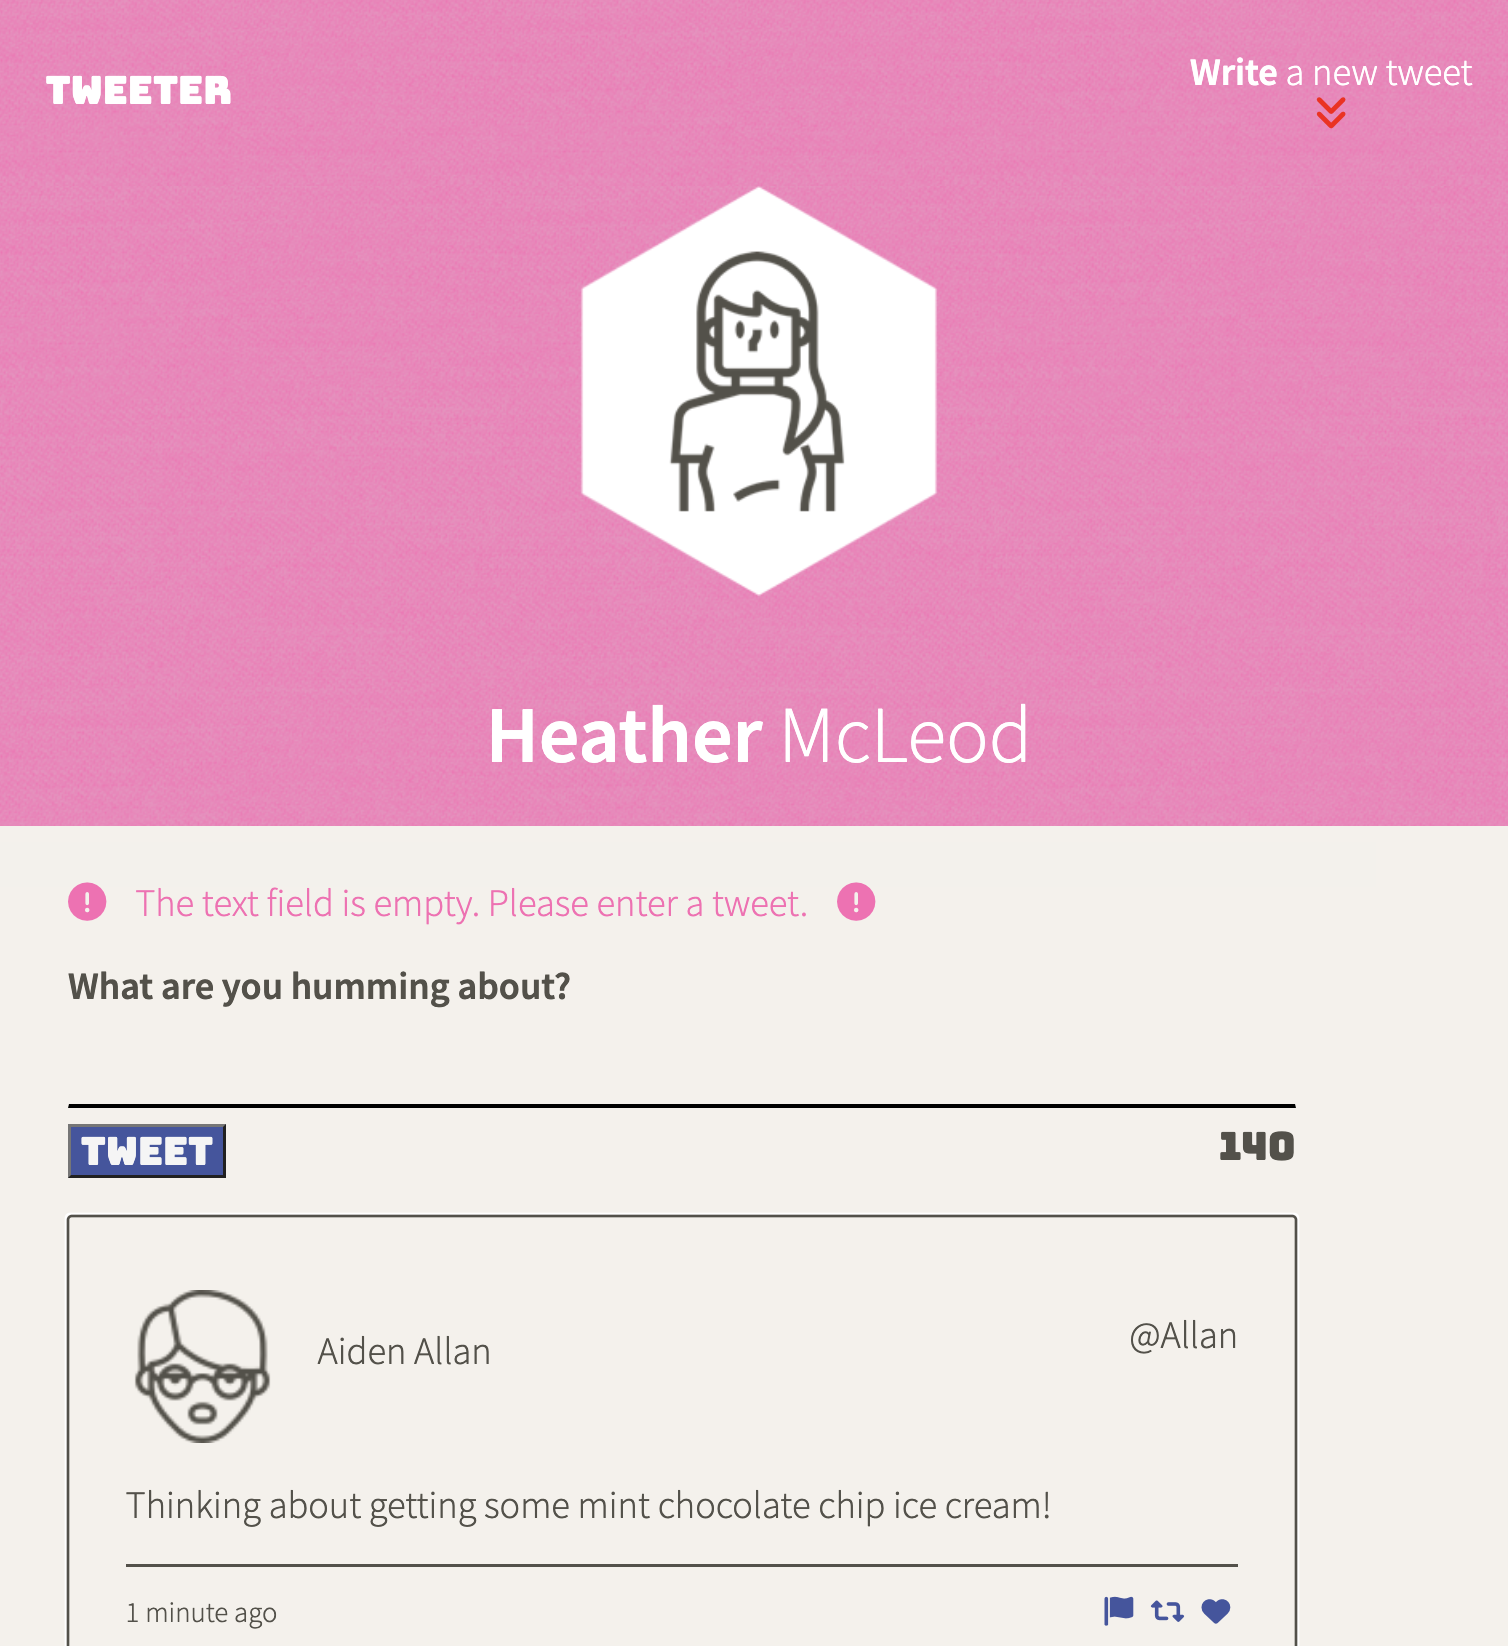 TWEETER
Write a new tweet
Heather McLeod
The text field is empty. Please enter a tweet.
What are you humming about?
TWEET
140
Aiden Allan
@Allan
Thinking about getting some mint chocolate chip ice cream!
1 minute ago